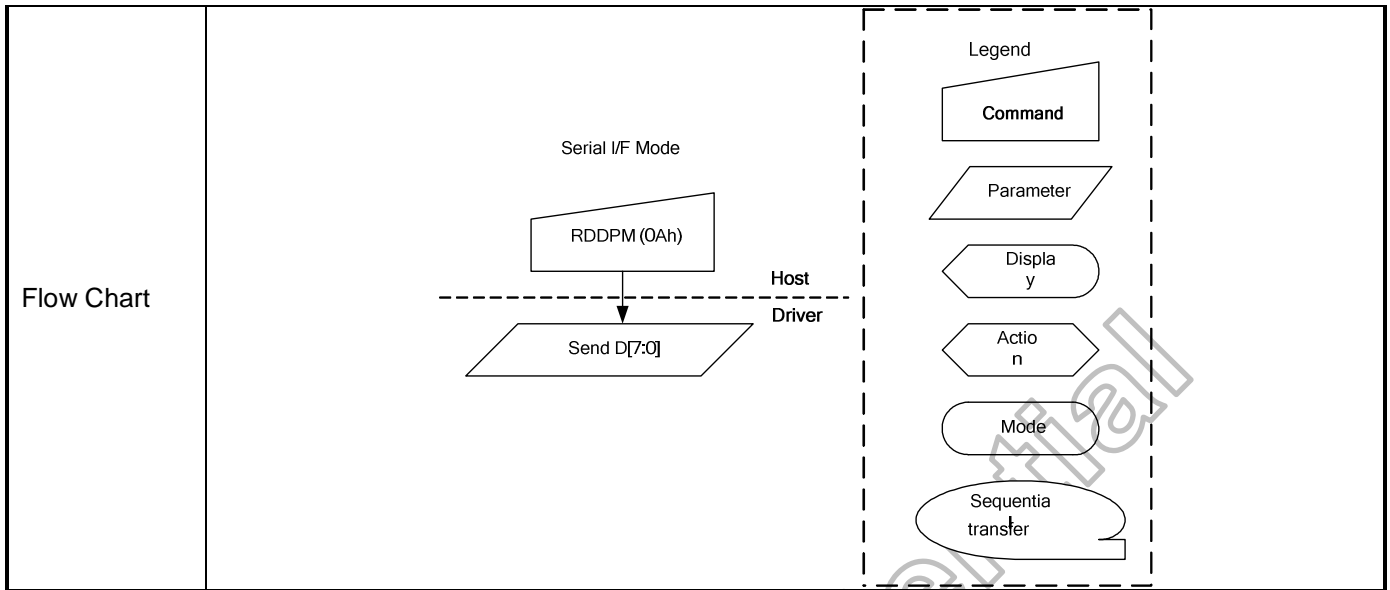 Flow Chart
Serial I/F Mode
RDDPM (0Ah)
Host
Driver
Send D[7:0]
Legend
Command
Parameter
Displa
y
Actio
n
Mode
Sequentia
l
transfer
ential